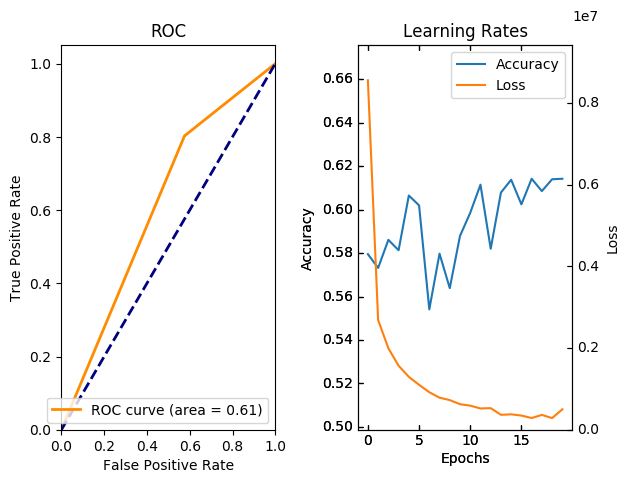 ROC
1.0
0.8
0.6
0.4
0.2
0.0
True Positive Rate
0.0
0.2
0.4
0.6
0.8
1.0
False Positive Rate
ROC curve (area = 0.61)
Learning Rates
1e7
Accuracy
Loss
0.66
0.64
0.62
0.60
0.58
0.56
0.54
0.52
0.50
Accuracy
0
5
10
15
Epochs
0.8
0.6
0.4
0.2
0.0
Loss